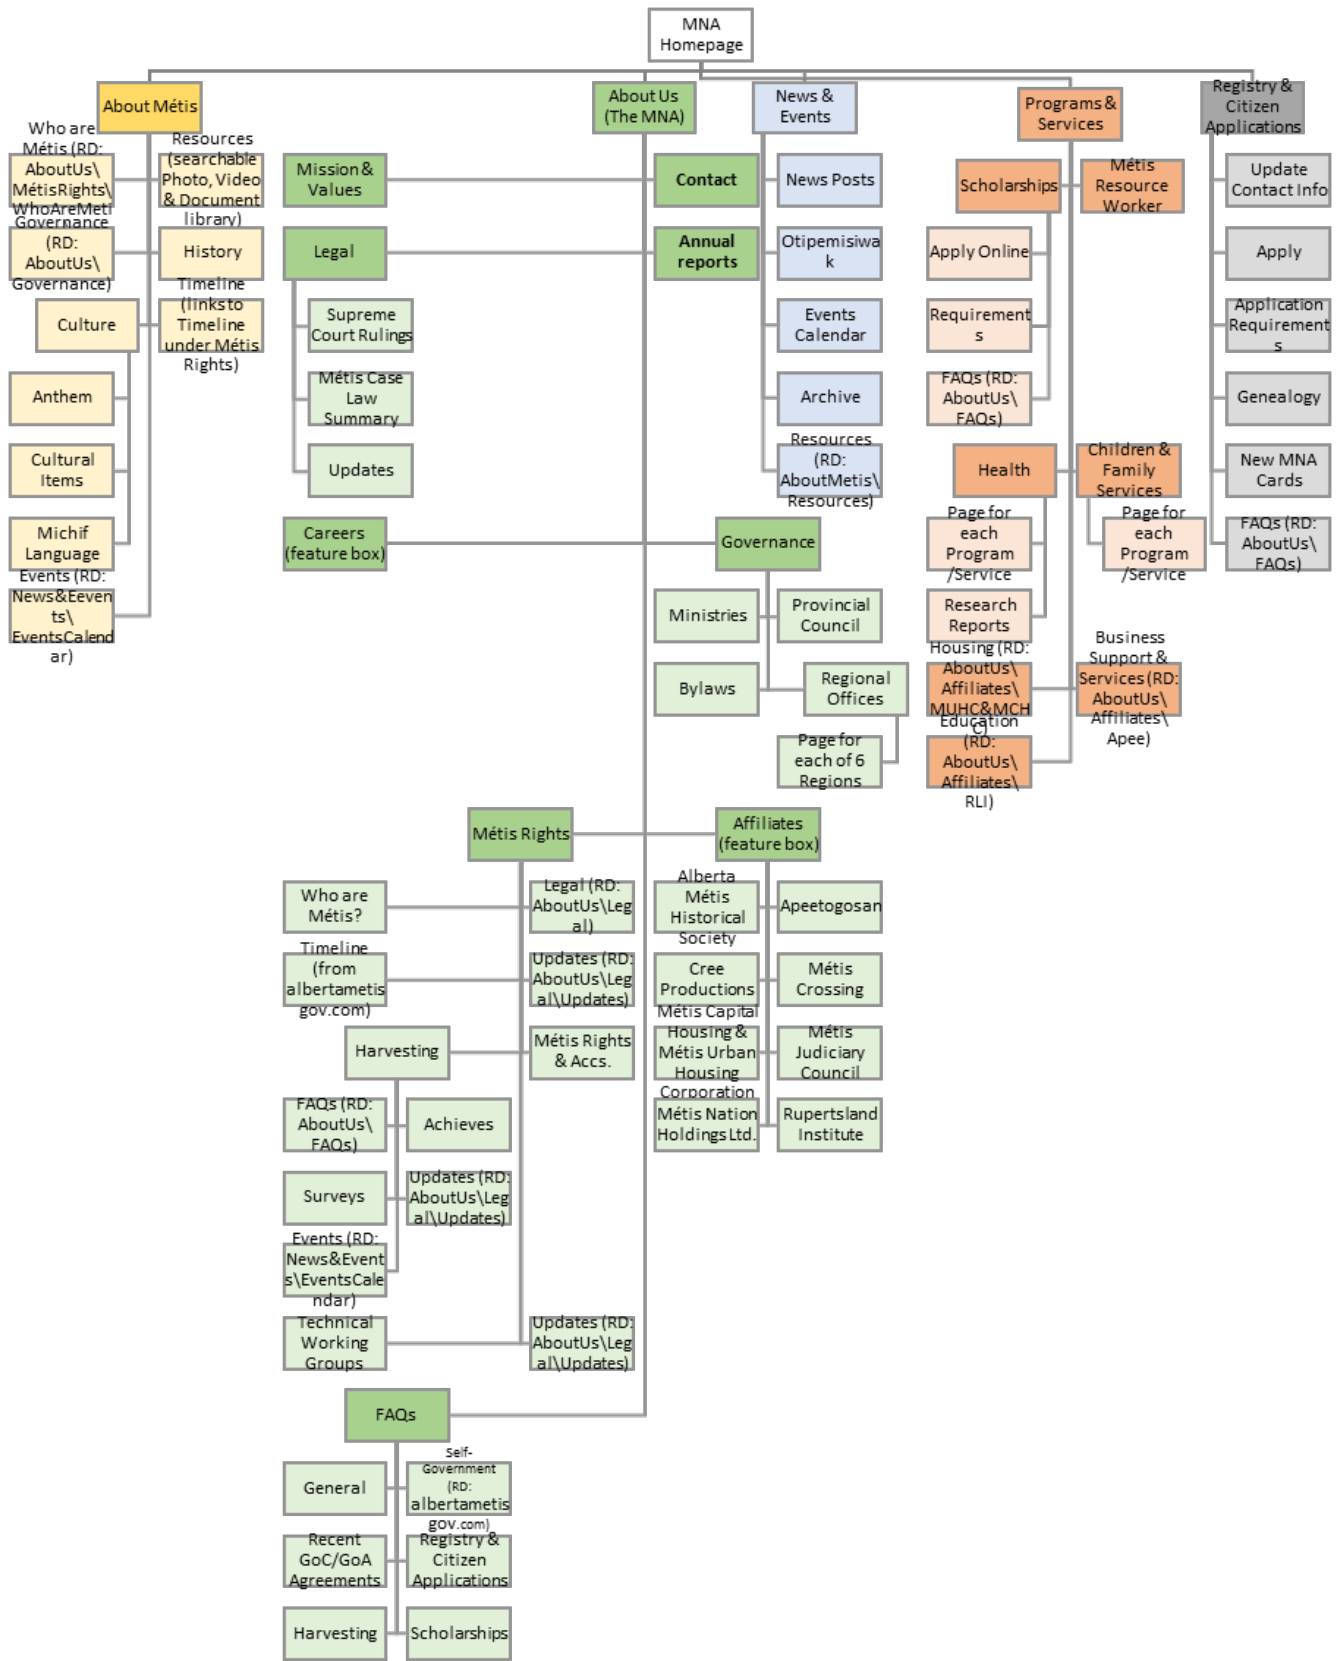 MNA
Homepage
About Métis
Who are
Métis (RD:
AboutUs\
MétisRights\
WhoAreMeti
Resources
(searchable
Photo, Video
& Document
library)
Governance
(RD:
AboutUs\
Governance)
History
Culture
Timeline
(links to
Timeline
under Métis
Rights)
Anthem
Cultural
Items
Michif
Language
Events (RD:
News&Eeven
ts\
EventsCalend
ar)
About Us
(The MNA)
Mission &
Values
Contact
Legal
Annual
reports
Supreme
Court Rulings
Métis Case
Law
Summary
Updates
Careers
(feature box)
Governance
Ministries
Provincial
Council
Bylaws
Regional
Offices
Page for
each of 6
Regions
Métis Rights
Who are
Métis?
Legal (RD:
AboutUs\Leg
al)
Timeline
(from
albertametis
gov.com)
Updates (RD:
AboutUs\Leg
al\Updates)
Harvesting
Métis Rights
& Accs.
FAQs (RD:
AboutUs\
FAQs)
Achieves
Surveys
Updates (RD:
AboutUs\Leg
al\Updates)
Events (RD:
News&Event
s\EventsCale
ndar)
Technical
Working
Groups
Updates (RD:
AboutUs\Leg
al\Updates)
Affiliates
(feature box)
Alberta
Métis
Historical
Society
Apeetogosan
Cree
Productions
Métis
Crossing
Métis Capital
Housing &
Métis Urban
Housing
Corporation
Métis
Judiciary
Council
Métis Nation
Holdings Ltd.
Rupertsland
Institute
FAQs
General
Self-
Government
(RD:
albertametis
gov.com)
Recent
GoC/GoA
Agreements
Registry &
Citizen
Applications
Harvesting
Scholarships
News &
Events
News Posts
Otipemisiwa
k
Events
Calendar
Archive
Resources
(RD:
AboutMetis\
Resources)
Programs &
Services
Scholarships
Métis
Resource
Worker
Apply Online
Requirement
s
FAQs (RD:
AboutUs\
FAQs)
Health
Children &
Family
Services
Page for
each
Program
/Service
Page for
each
Program
/Service
Research
Reports
Housing (RD:
AboutUs\
Affiliates\
MUHC&MCH
C)
Business
Support &
Services (RD:
AboutUs\
Affiliates\
Apee)
Education
(RD:
AboutUs\
Affiliates\
RLI)
Registry &
Citizen
Applications
Update
Contact Info
Apply
Application
Requirement
s
Genealogy
New MNA
Cards
FAQs (RD:
AboutUs\
FAQs)